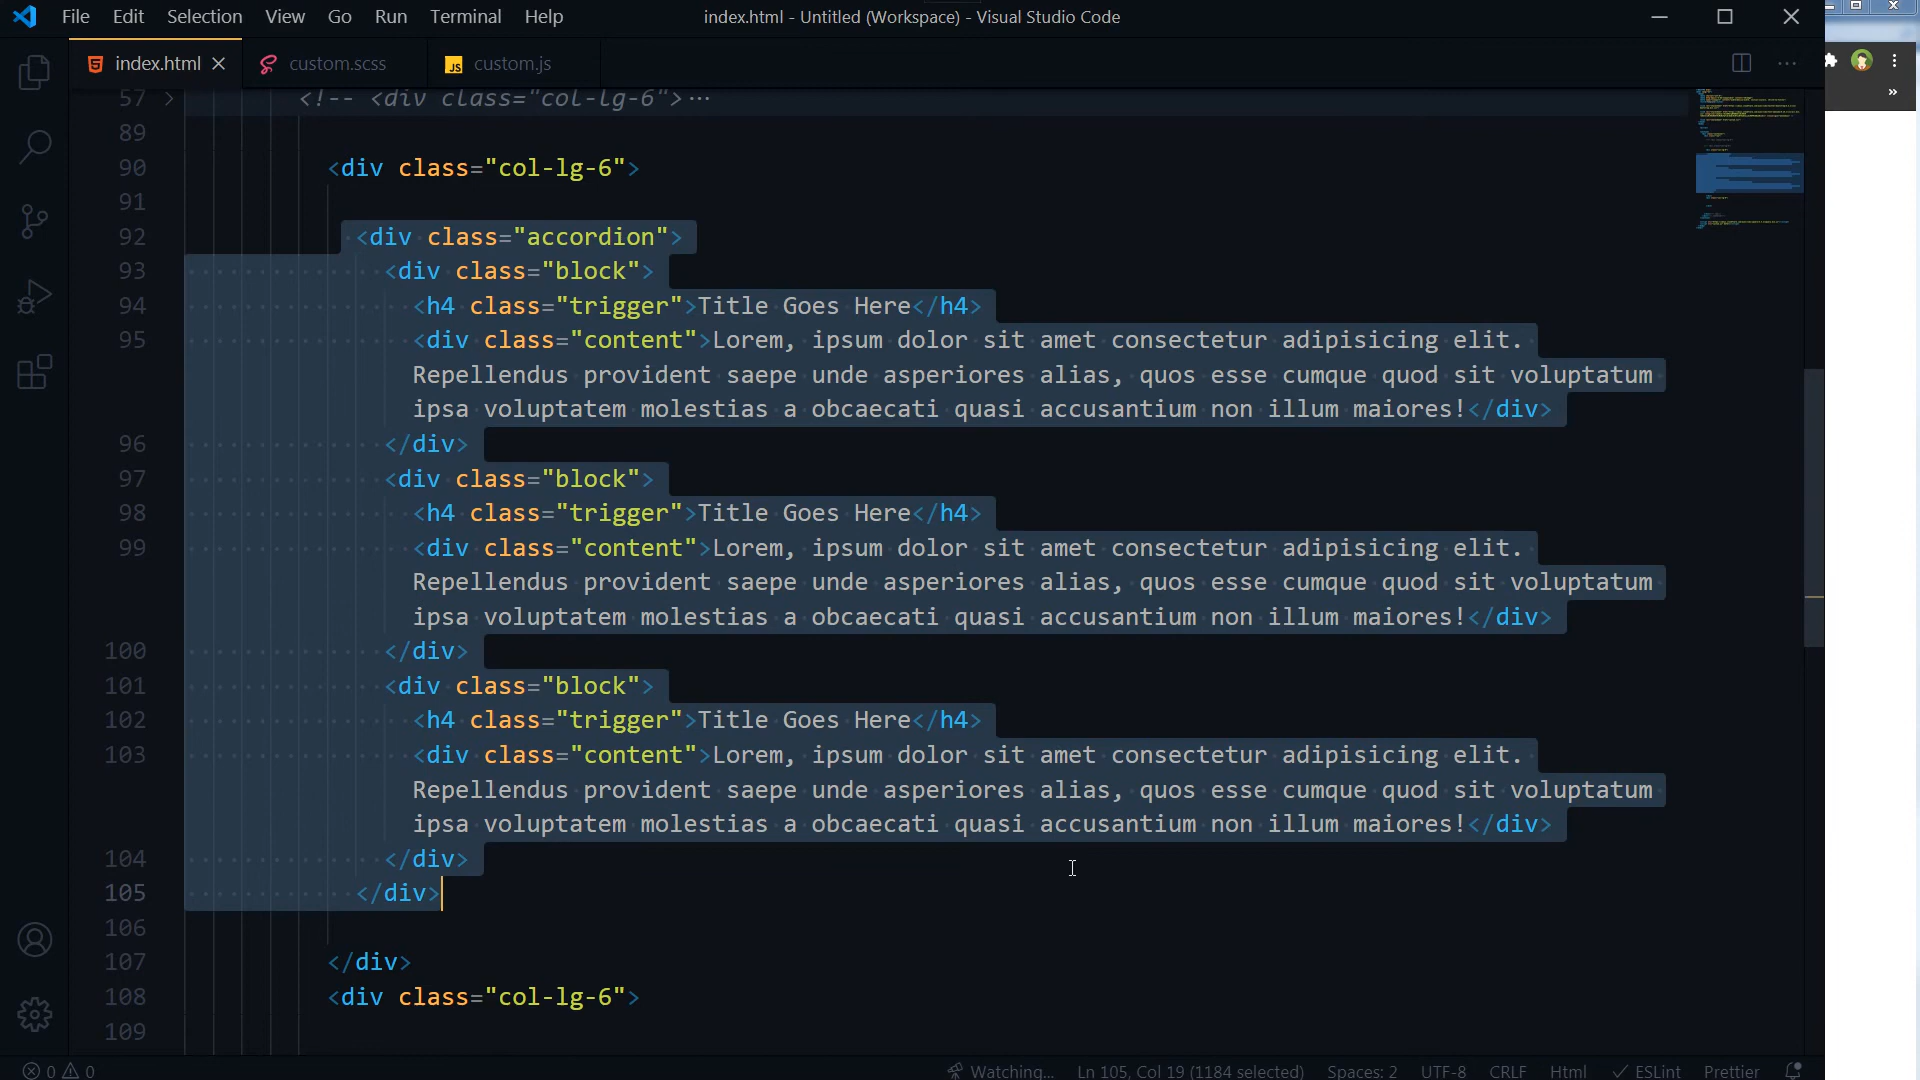 File Edit Selection View Go Run Terminal Help index.html - Untitled (Workspace) - Visual Studio Code
index.html custom.scss JS custom.js
57 <!-- <div class="col-lg-6">···
89
90 <div class="col-lg-6">
91
92 <div class="accordion">
93 <div class="block">
94 <h4 class="trigger">Title Goes Here</h4>
95 <div class="content">Lorem, ipsum dolor sit amet consectetur adipisicing elit.
Repellendus provident saepe unde asperiores alias, quos esse cumque quod sit voluptatum
ipsa voluptatem molestias a obcaecati quasi accusantium non illum maiores!</div>
96 </div>
97 <div class="block">
98 <h4 class="trigger">Title Goes Here</h4>
99 <div class="content">Lorem, ipsum dolor sit amet consectetur adipisicing elit.
Repellendus provident saepe unde asperiores alias, quos esse cumque quod sit voluptatum
ipsa voluptatem molestias a obcaecati quasi accusantium non illum maiores!</div>
100 </div>
101 <div class="block">
102 <h4 class="trigger">Title Goes Here</h4>
103 <div class="content">Lorem, ipsum dolor sit amet consectetur adipisicing elit.
Repellendus provident saepe unde asperiores alias, quos esse cumque quod sit voluptatum
ipsa voluptatem molestias a obcaecati quasi accusantium non illum maiores!</div>
104 </div>
105 </div>
106
107 </div>
108 <div class="col-lg-6">
109
0 0 Watching... Ln 105, Col 19 (1184 selected) Spaces: 2 UTF-8 CRLF Html ESLint Prettier